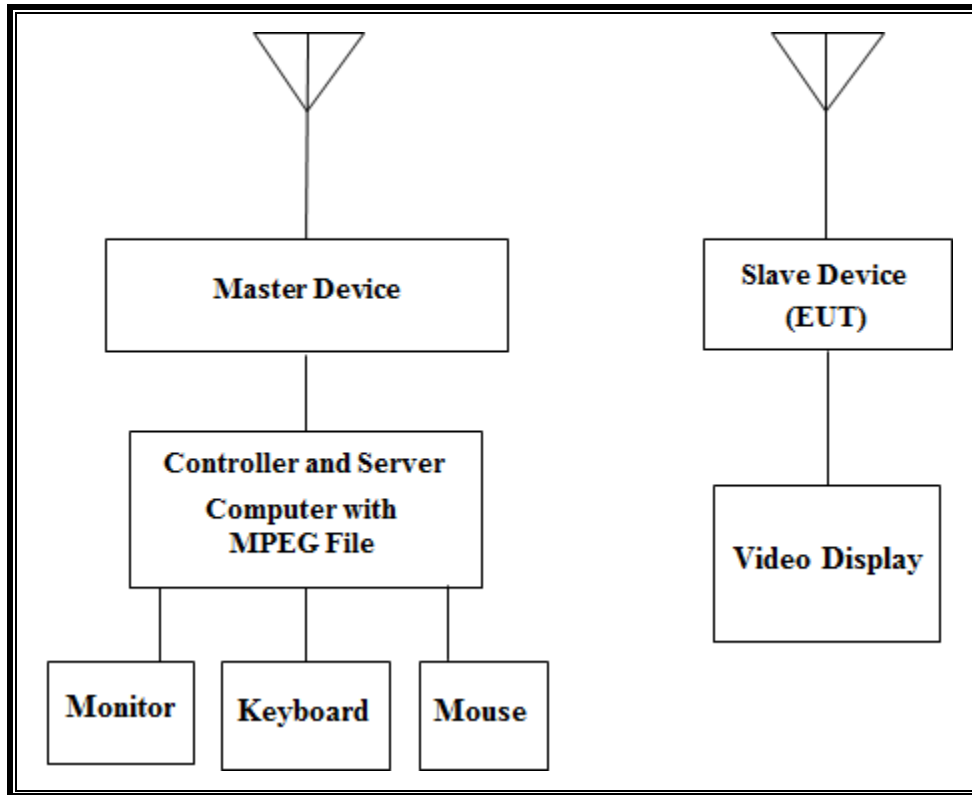 Master Device
Slave Device
(EUT)
Controller and Server
Computer with
MPEG File
Video Display
Monitor
Keyboard
Mouse